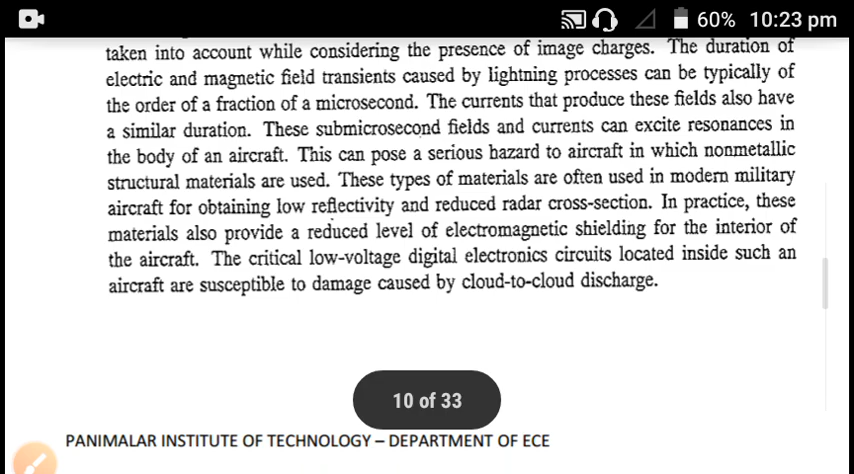 60% 10:23 pm
taken into account while considering the presence of image charges. The duration of
electric and magnetic field transients caused by lightning processes can be typically of
the order of a fraction of a microsecond. The currents that produce these fields also have
a similar duration. These submicrosecond fields and currents can excite resonances in
the body of an aircraft. This can pose a serious hazard to aircraft in which nonmetallic
structural materials are used. These types of materials are often used in modern military
aircraft for obtaining low reflectivity and reduced radar cross-section. In practice, these
materials also provide a reduced level of electromagnetic shielding for the interior of
the aircraft. The critical low-voltage digital electronics circuits located inside such an
aircraft are susceptible to damage caused by cloud-to-cloud discharge.
10 of 33
PANIMALAR INSTITUTE OF TECHNOLOGY – DEPARTMENT OF ECE